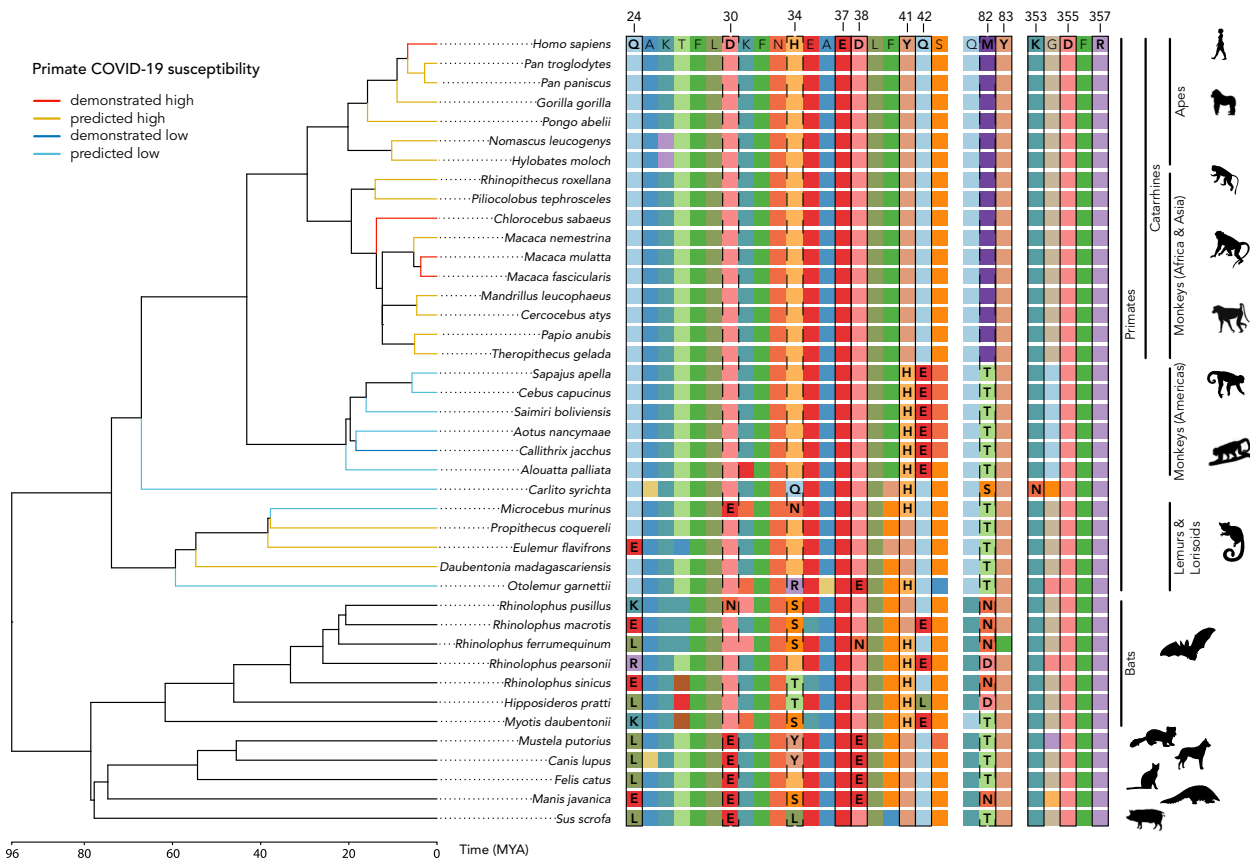 24 30 34 37 38 41 42 82 83 353 355 357
Homo sapiens Q A K T F L D K F N H E A E D L F Y Q S Q M Y K G D F R
Primate COVID-19 susceptibility
demonstrated high
predicted high
demonstrated low
predicted low
Pan troglodytes
Pan paniscus
Gorilla gorilla
Pongo abelii
Nomascus leucogenys
Hylobates moloch
Rhinopithecus roxellana
Piliocolobus tephrosceles
Chlorocebus sabaeus
Macaca nemestrina
Macaca mulatta
Macaca fascicularis
Mandrillus leucophaeus
Cercocebus atys
Papio anubis
Theropithecus gelada
Sapajus apella H E T
Cebus capucinus H E T
Saimiri boliviensis H E T
Aotus nancymaae H E T
Callithrix jacchus H E T
Alouatta palliata H E T
Carlito syrichta Q H S N
Microcebus murinus E N H T
Propithecus coquereli T
Eulemur flavifrons E T
Daubentonia madagascariensis T
Otolemur garnettii R E H T
Rhinolophus pusillus K N S N
Rhinolophus macrotis E S E N
Rhinolophus ferrumequinum L S N H N
Rhinolophus pearsonii R H E D
Rhinolophus sinicus E T H N
Hipposideros pratti L T H L D
Myotis daubentonii K S H E T
Mustela putorius L E Y E T
Canis lupus L E Y E T
Felis catus L E E T
Manis javanica E E S E N
Sus scrofa L E L T
Primates
Catarrhines
Apes
Monkeys (Africa & Asia)
Monkeys (Americas)
Lemurs &
Lorisoids
Bats
96 80 60 40 20 0 Time (MYA)